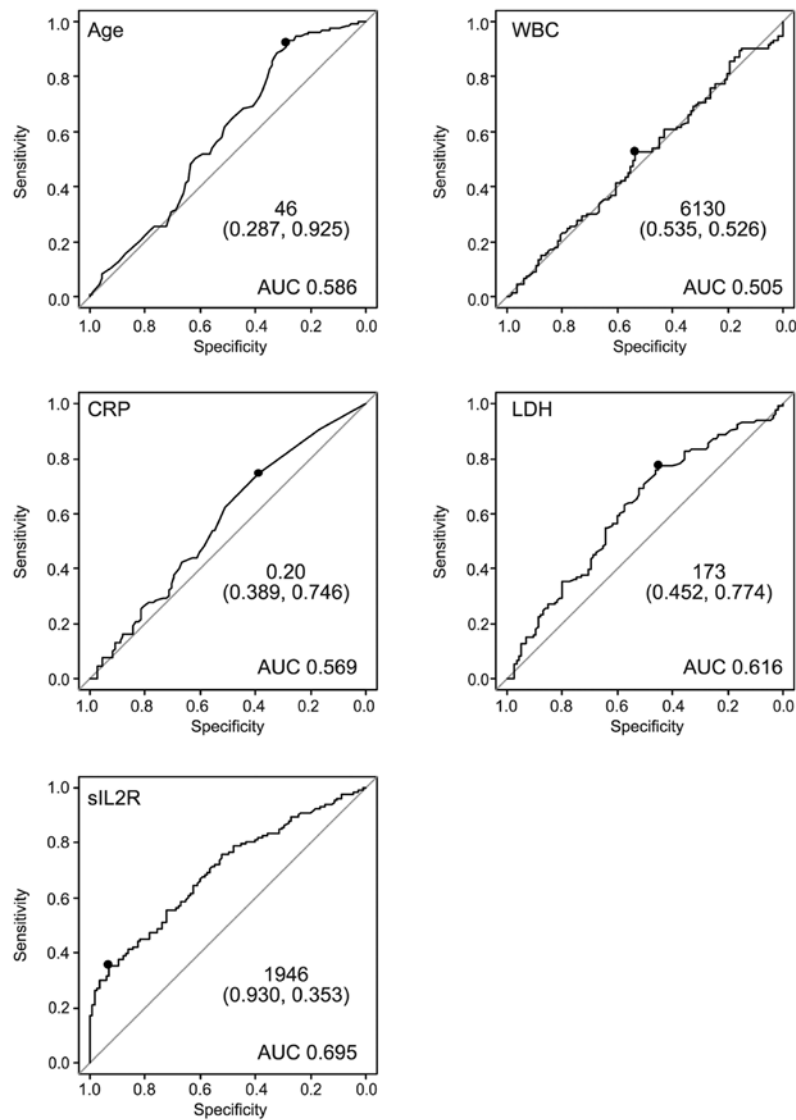 Age
1.0
0.8
0.6
0.4
0.2
0.0
Sensitivity
46
(0.287, 0.925)
AUC 0.586
1.0 0.8 0.6 0.4 0.2 0.0
Specificity
WBC
1.0
0.8
0.6
0.4
0.2
0.0
Sensitivity
6130
(0.535, 0.526)
AUC 0.505
1.0 0.8 0.6 0.4 0.2 0.0
Specificity
CRP
1.0
0.8
0.6
0.4
0.2
0.0
Sensitivity
0.20
(0.389, 0.746)
AUC 0.569
1.0 0.8 0.6 0.4 0.2 0.0
Specificity
LDH
1.0
0.8
0.6
0.4
0.2
0.0
Sensitivity
173
(0.452, 0.774)
AUC 0.616
1.0 0.8 0.6 0.4 0.2 0.0
Specificity
sIL2R
1.0
0.8
0.6
0.4
0.2
0.0
Sensitivity
1946
(0.930, 0.353)
AUC 0.695
1.0 0.8 0.6 0.4 0.2 0.0
Specificity